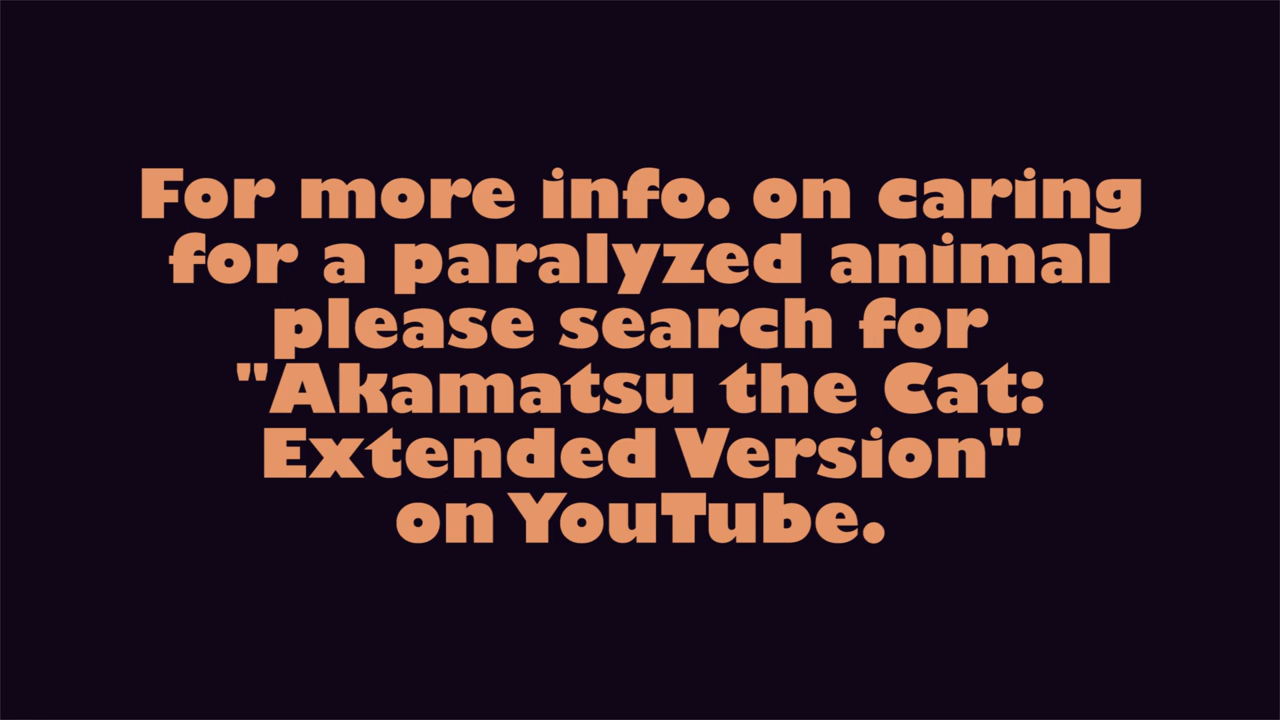 For more info. on caring
for a paralyzed animal
please search for
"Akamatsu the Cat:
Extended Version"
on YouTube.